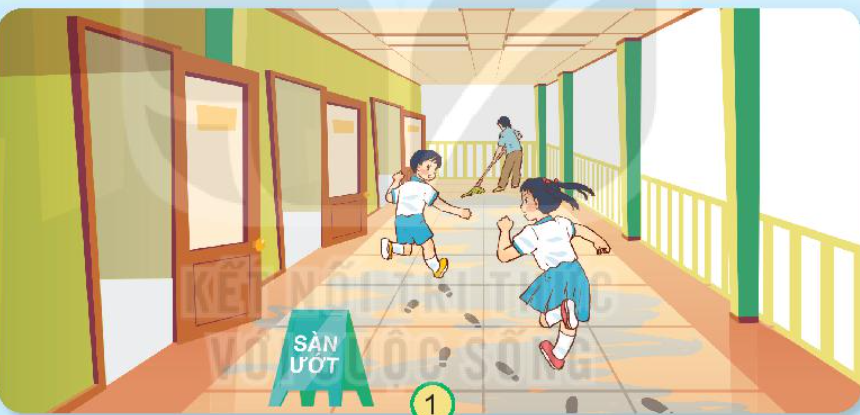 KẾT NỐI TRI THỨC
VỚI CUỘC SỐNG
SÀN
ƯỚT
1